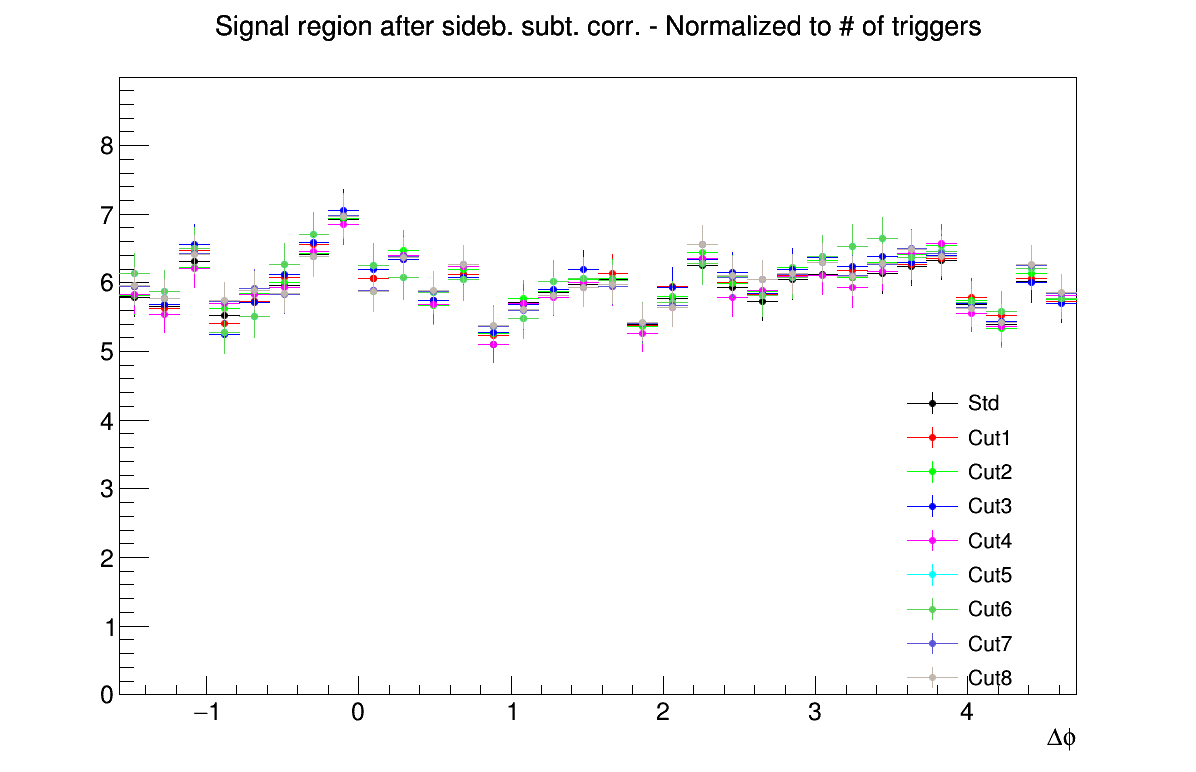 Signal region after sideb. subt. corr. - Normalized to # of triggers
8
7
6
5
4
3
2
1
0
Std
Cut1
Cut2
Cut3
Cut4
Cut5
Cut6
Cut7
Cut8
−1 0 1 2 3 4
Δϕ